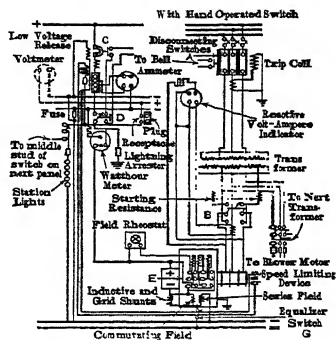 With Hand Operated Switch
Low Voltage
Release
C
Disconnecting
Switches
Voltmeter
To Bell
Ammeter
Trip Coil
Fuse
D
Plug
Receptacle
Reactive
Volt-Ampere
Indicator
To middle
stud of
switch on
next panel
Lightning
Arrester
Watthour
Meter
Trans
former
Station
Lights
Starting
Resistance
B
To Next
Trans-
former
Field Rheostat
E
To Blower Motor
Speed Limiting
Device
Inductive and
Grid Shunts
Series Field
Equalizer
Switch
G
Commutating Field